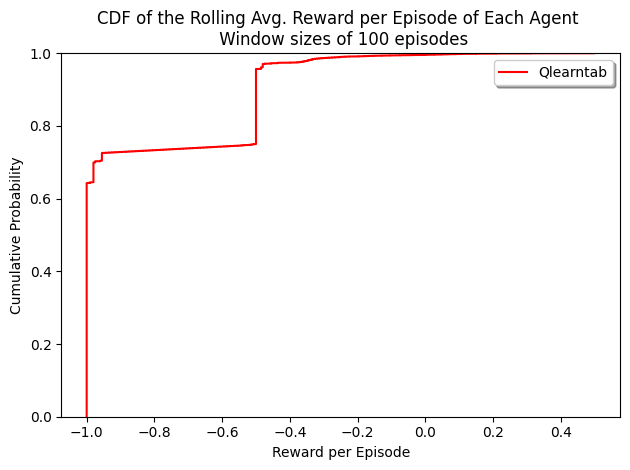 CDF of the Rolling Avg. Reward per Episode of Each Agent
Window sizes of 100 episodes
Qlearntab
Cumulative Probability
1.0
0.8
0.6
0.4
0.2
0.0
−1.0 −0.8 −0.6 −0.4 −0.2 0.0 0.2 0.4
Reward per Episode